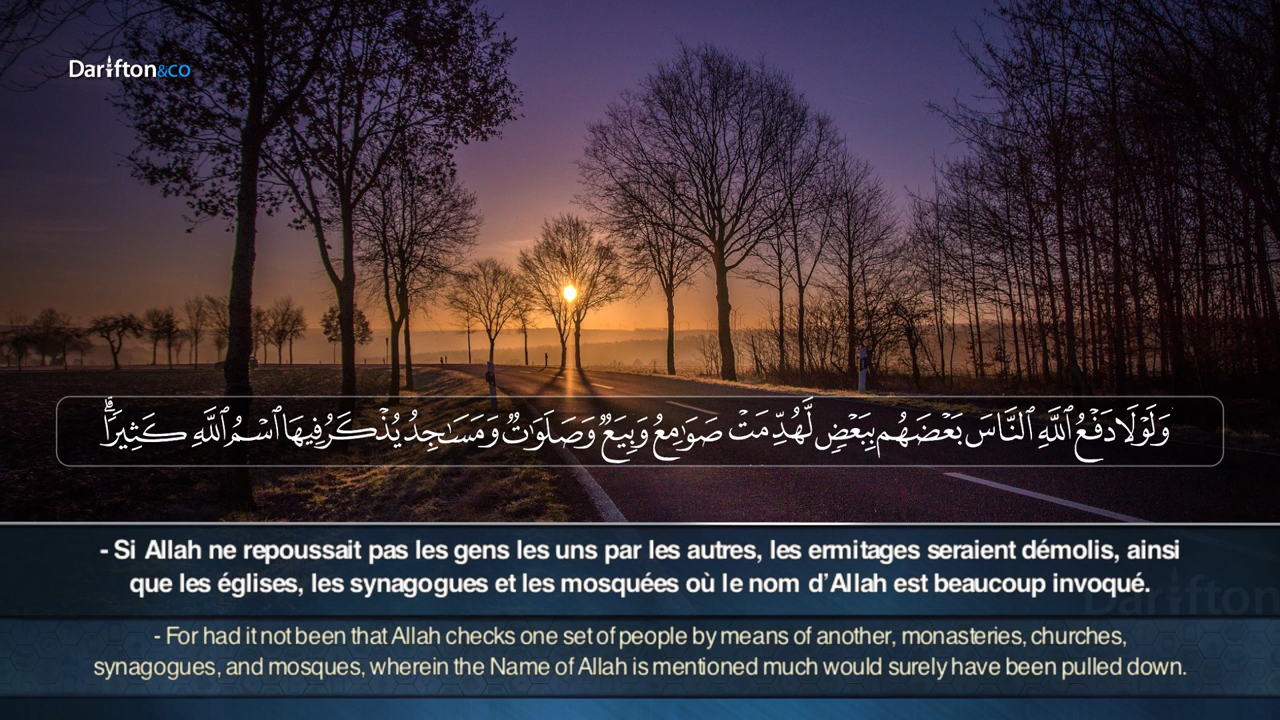 Darifton&co
وَلَوْلَا دَفْعُ ٱللَّهِ ٱلنَّاسَ بَعْضَهُم بِبَعْضٍ لَّهُدِّمَتْ صَوَٰمِعُ وَبِيَعٌ وَصَلَوَٰتٌ وَمَسَـٰجِدُ يُذْكَرُ فِيهَا ٱسْمُ ٱللَّهِ كَثِيرًۭا ۗ
- Si Allah ne repoussait pas les gens les uns par les autres, les ermitages seraient démolis, ainsi
que les églises, les synagogues et les mosquées où le nom d’Allah est beaucoup invoqué.
Darifton
- For had it not been that Allah checks one set of people by means of another, monasteries, churches,
synagogues, and mosques, wherein the Name of Allah is mentioned much would surely have been pulled down.